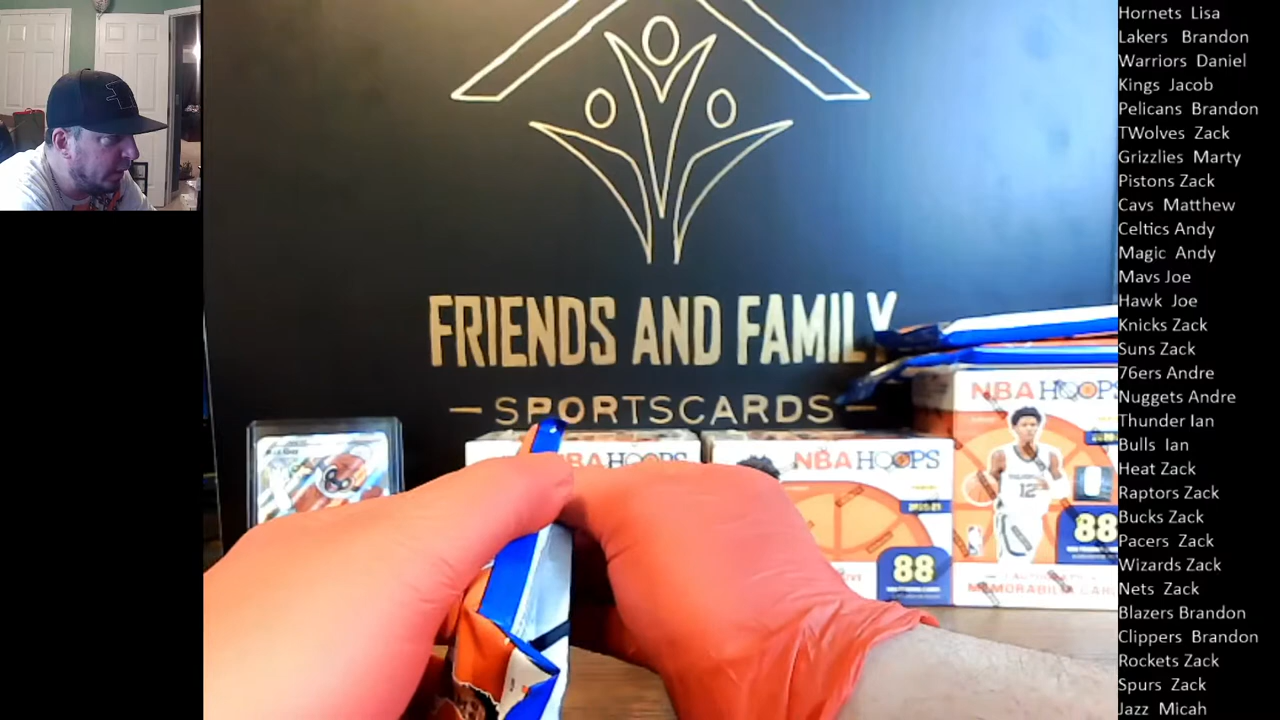 FRIENDS AND FAMILY
SPORTSCARDS
NBA HOOPS
NBA HOOPS
88
NBA HOOPS
12
88
MEMORABILIA CARD
Hornets Lisa
Lakers Brandon
Warriors Daniel
Kings Jacob
Pelicans Brandon
TWolves Zack
Grizzlies Marty
Pistons Zack
Cavs Matthew
Celtics Andy
Magic Andy
Mavs Joe
Hawk Joe
Knicks Zack
Suns Zack
76ers Andre
Nuggets Andre
Thunder Ian
Bulls Ian
Heat Zack
Raptors Zack
Bucks Zack
Pacers Zack
Wizards Zack
Nets Zack
Blazers Brandon
Clippers Brandon
Rockets Zack
Spurs Zack
Jazz Micah